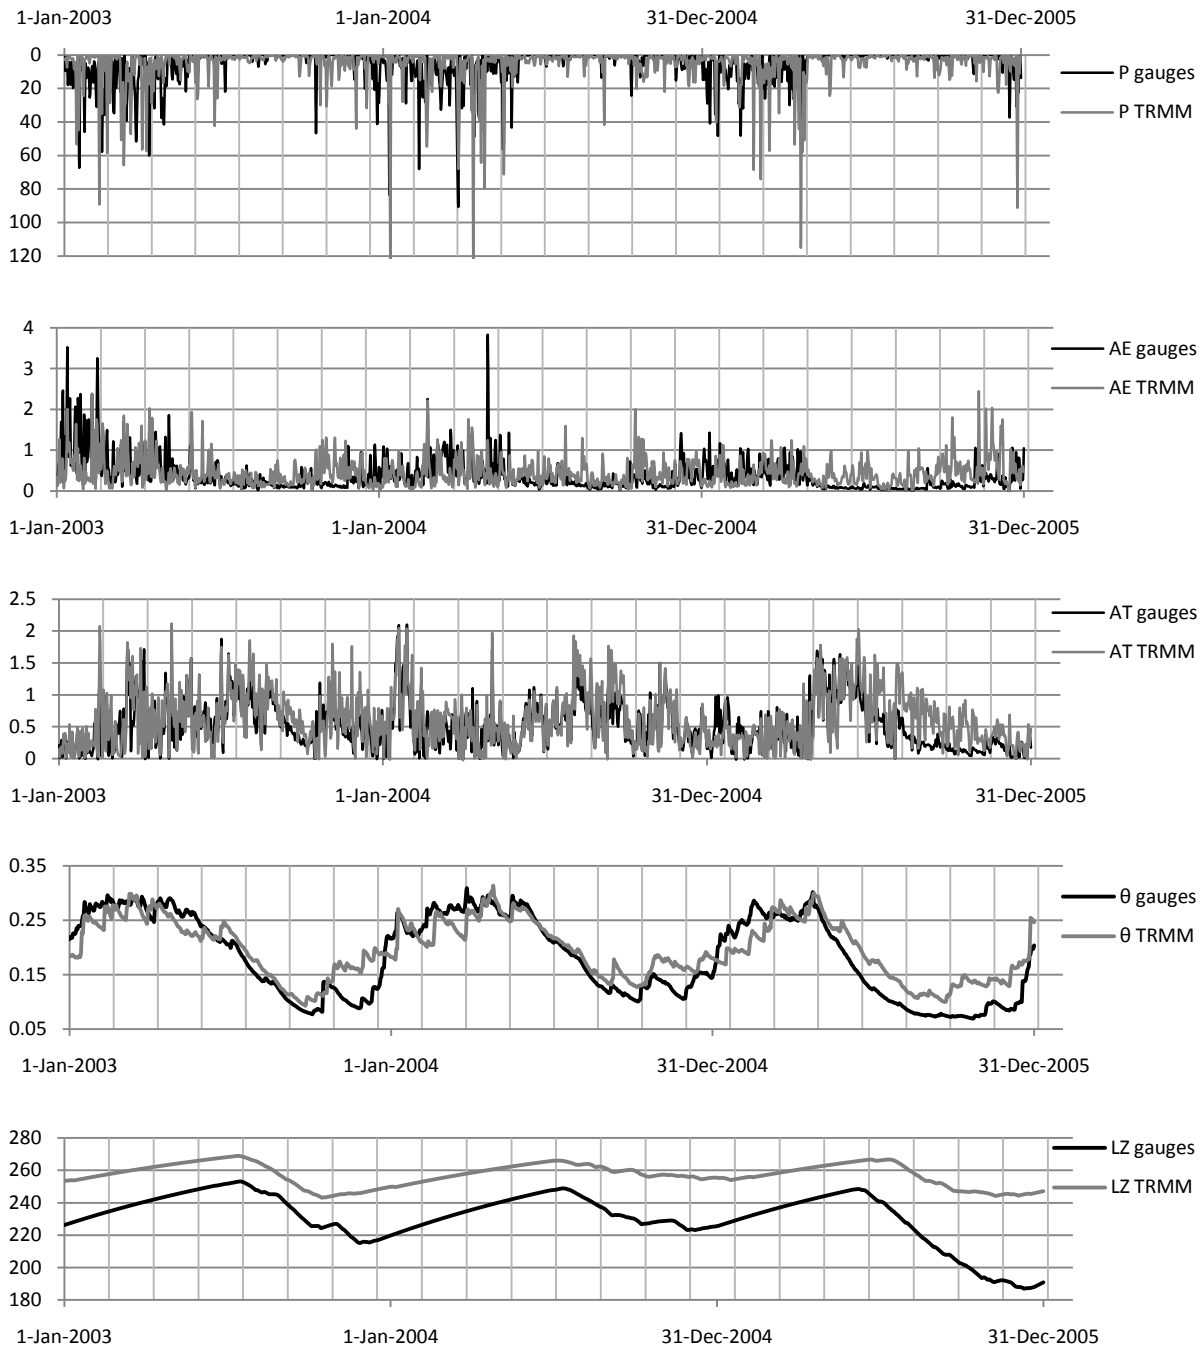 1-Jan-2003 1-Jan-2004 31-Dec-2004 31-Dec-2005
0
20
40
60
80
100
120
P gauges
P TRMM
4
3
2
1
0
AE gauges
AE TRMM
1-Jan-2003 1-Jan-2004 31-Dec-2004 31-Dec-2005
2.5
2
1.5
1
0.5
0
AT gauges
AT TRMM
1-Jan-2003 1-Jan-2004 31-Dec-2004 31-Dec-2005
0.35
0.25
0.15
0.05
θ gauges
θ TRMM
1-Jan-2003 1-Jan-2004 31-Dec-2004 31-Dec-2005
280
260
240
220
200
180
LZ gauges
LZ TRMM
1-Jan-2003 1-Jan-2004 31-Dec-2004 31-Dec-2005